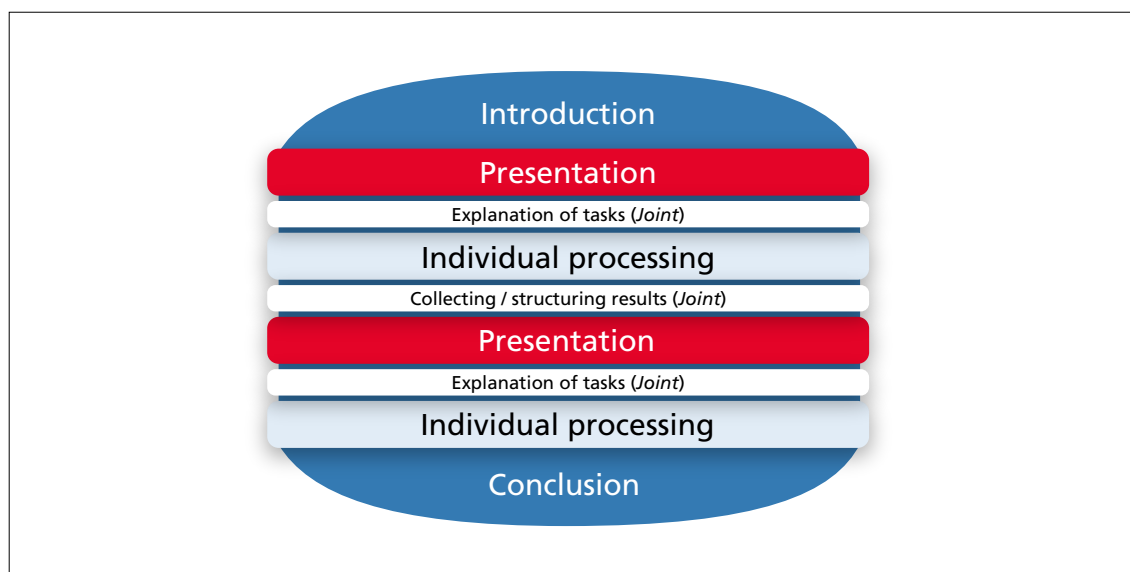 Introduction
Presentation
Explanation of tasks (Joint)
Individual processing
Collecting / structuring results (Joint)
Presentation
Explanation of tasks (Joint)
Individual processing
Conclusion